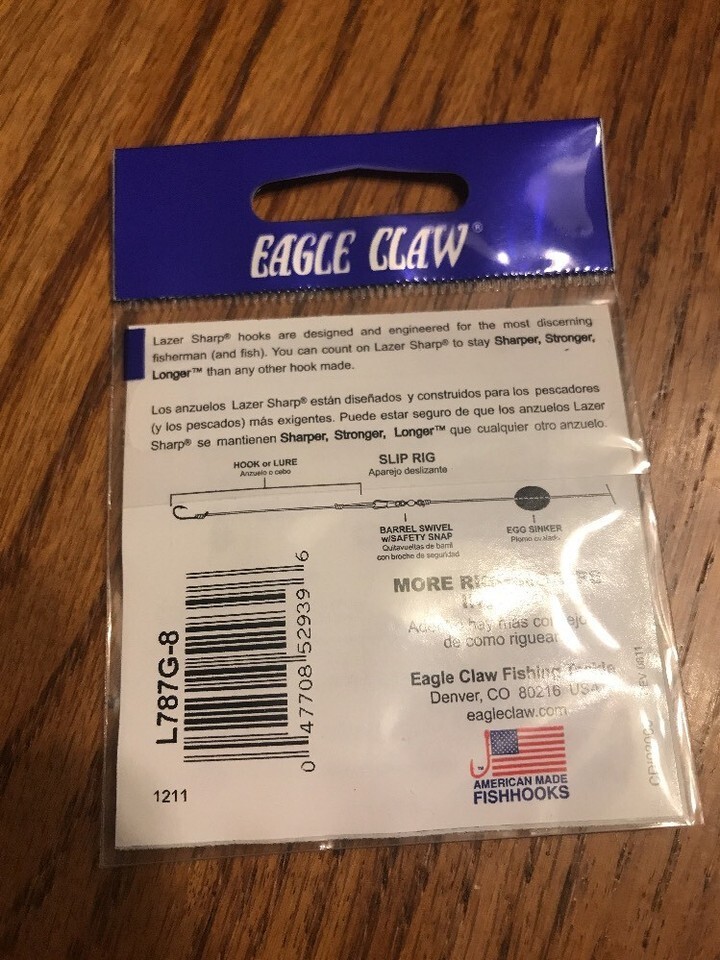 EAGLE CLAW®
Lazer Sharp® hooks are designed and engineered for the most discerning
fisherman (and fish). You can count on Lazer Sharp® to stay Sharper, Stronger,
Longer™ than any other hook made.
Los anzuelos Lazer Sharp® están diseñados y construidos para los pescadores
(y los pescados) más exigentes. Puede estar seguro de que los anzuelos Lazer
Sharp® se mantienen Sharper, Stronger, Longer™ que cualquier otro anzuelo.
HOOK or LURE
Anzuelo o cebo
SLIP RIG
Aparejo deslizante
BARREL SWIVEL
w/SAFETY SNAP
Quitavueltas de barril
con broche de seguridad
EGG SINKER
Plomo
MORE
hay más
de como riguear
Eagle Claw Fishing Tackle
Denver, CO 80216 USA
eagleclaw.com
TM
AMERICAN MADE
FISHHOOKS
L787G-8
0 47708 52939 6
1211